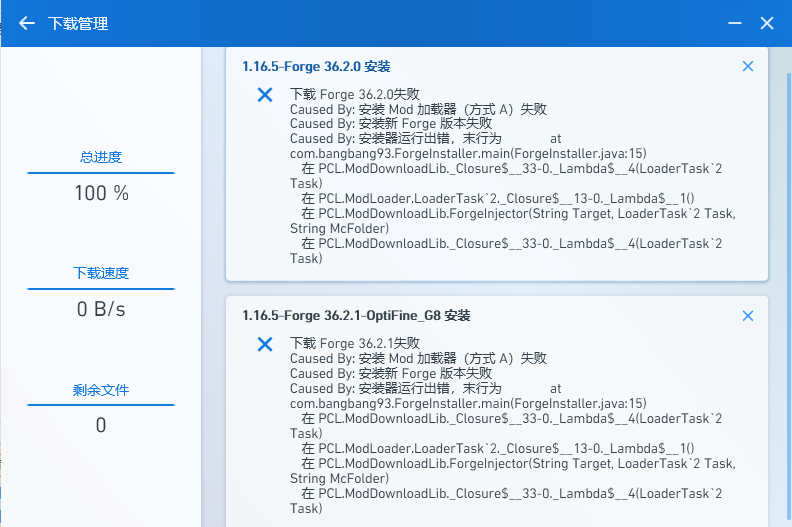 下载管理
总进度
100 %
下载速度
0 B/s
剩余文件
0
1.16.5-Forge 36.2.0 安装
下载 Forge 36.2.0失败
Caused By: 安装 Mod 加载器（方式 A）失败
Caused By: 安装新 Forge 版本失败
Caused By: 安装器运行出错，末行为 at
com.bangbang93.ForgeInstaller.main(ForgeInstaller.java:15)
在 PCL.ModDownloadLib._Closure$__33-0._Lambda$__4(LoaderTask`2
Task)
在 PCL.ModLoader.LoaderTask`2._Closure$__13-0._Lambda$__1()
在 PCL.ModDownloadLib.ForgeInjector(String Target, LoaderTask`2 Task,
String McFolder)
在 PCL.ModDownloadLib._Closure$__33-0._Lambda$__4(LoaderTask`2
Task)
1.16.5-Forge 36.2.1-OptiFine_G8 安装
下载 Forge 36.2.1失败
Caused By: 安装 Mod 加载器（方式 A）失败
Caused By: 安装新 Forge 版本失败
Caused By: 安装器运行出错，末行为 at
com.bangbang93.ForgeInstaller.main(ForgeInstaller.java:15)
在 PCL.ModDownloadLib._Closure$__33-0._Lambda$__4(LoaderTask`2
Task)
在 PCL.ModLoader.LoaderTask`2._Closure$__13-0._Lambda$__1()
在 PCL.ModDownloadLib.ForgeInjector(String Target, LoaderTask`2 Task,
String McFolder)
在 PCL.ModDownloadLib._Closure$__33-0._Lambda$__4(LoaderTask`2
Task)